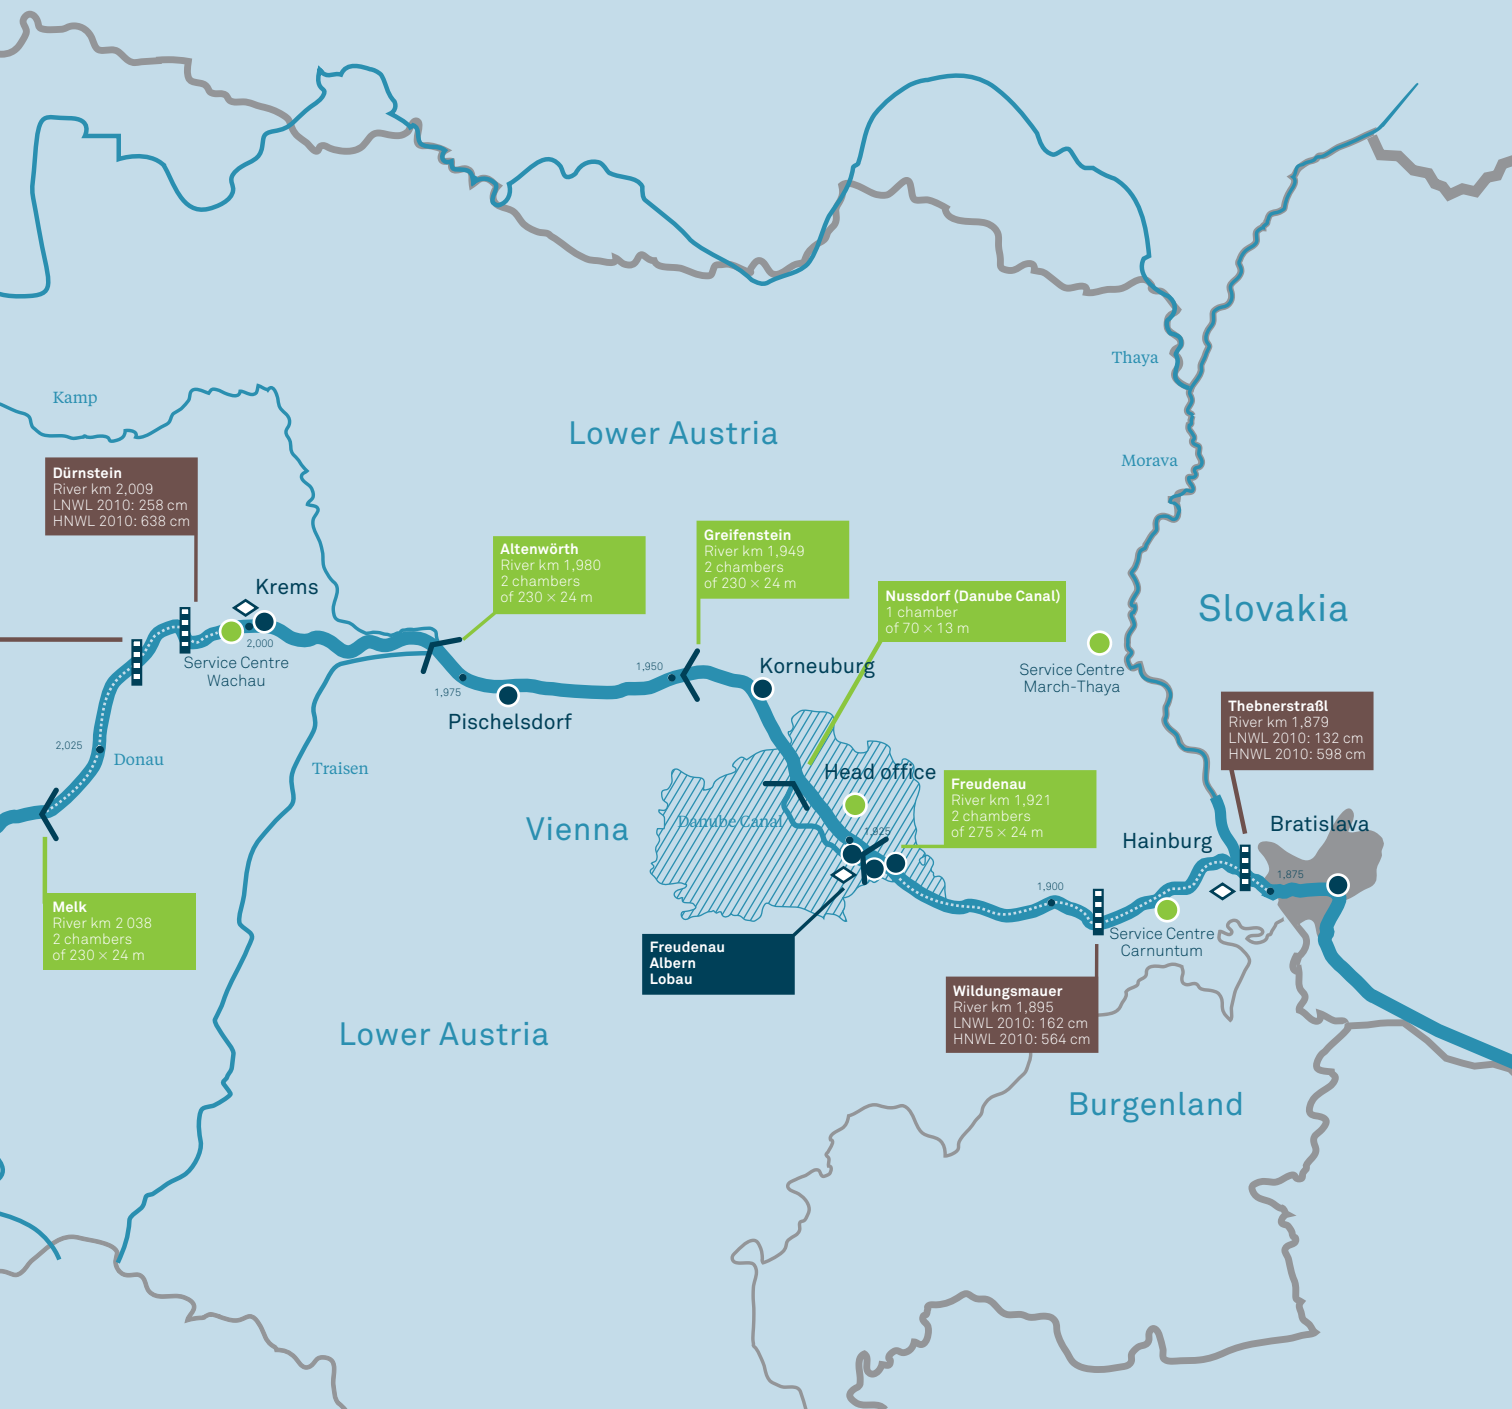 Thaya
Kamp
Lower Austria
Morava
Dürnstein
River km 2,009
LNWL 2010: 258 cm
HNWL 2010: 638 cm
Altenwörth
River km 1,980
2 chambers
of 230 × 24 m
Greifenstein
River km 1,949
2 chambers
of 230 × 24 m
Nussdorf (Danube Canal)
1 chamber
of 70 × 13 m
Krems
2,000
Service Centre
Wachau
Slovakia
Service Centre
March-Thaya
1,975
Pischelsdorf
1,950
Korneuburg
Thebnerstraßl
River km 1,879
LNWL 2010: 132 cm
HNWL 2010: 598 cm
2,025
Donau
Traisen
Head office
Freudenau
River km 1,921
2 chambers
of 275 × 24 m
Vienna
Danube Canal
1,925
Hainburg
Bratislava
1,875
1,900
Melk
River km 2 038
2 chambers
of 230 × 24 m
Freudenau
Albern
Lobau
Service Centre
Carnuntum
Wildungsmauer
River km 1,895
LNWL 2010: 162 cm
HNWL 2010: 564 cm
Lower Austria
Burgenland